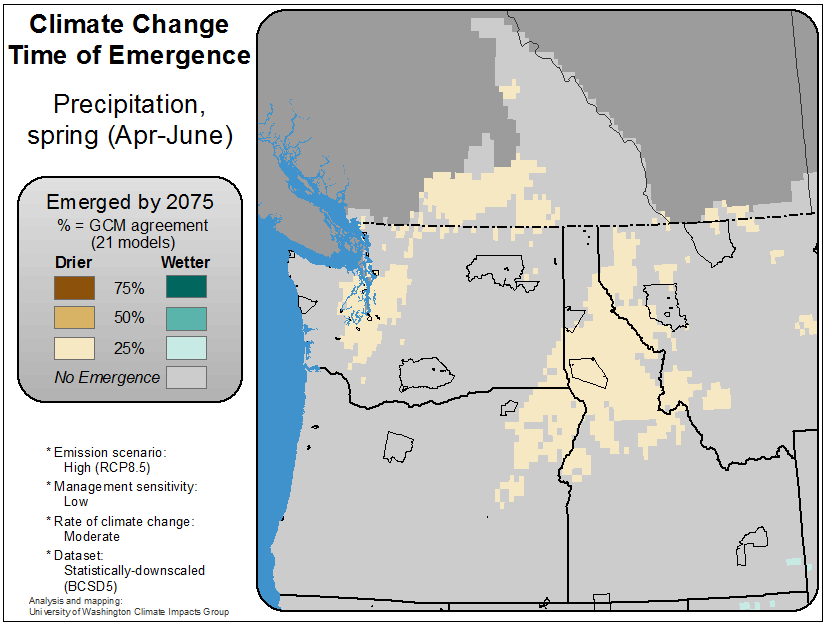 Climate Change
Time of Emergence
Precipitation,
spring (Apr-June)
Emerged by 2075
% = GCM agreement
(21 models)
Drier Wetter
75%
50%
25%
No Emergence
* Emission scenario:
High (RCP8.5)
* Management sensitivity:
Low
* Rate of climate change:
Moderate
* Dataset:
Statistically-downscaled
(BCSD5)
Analysis and mapping:
University of Washington Climate Impacts Group